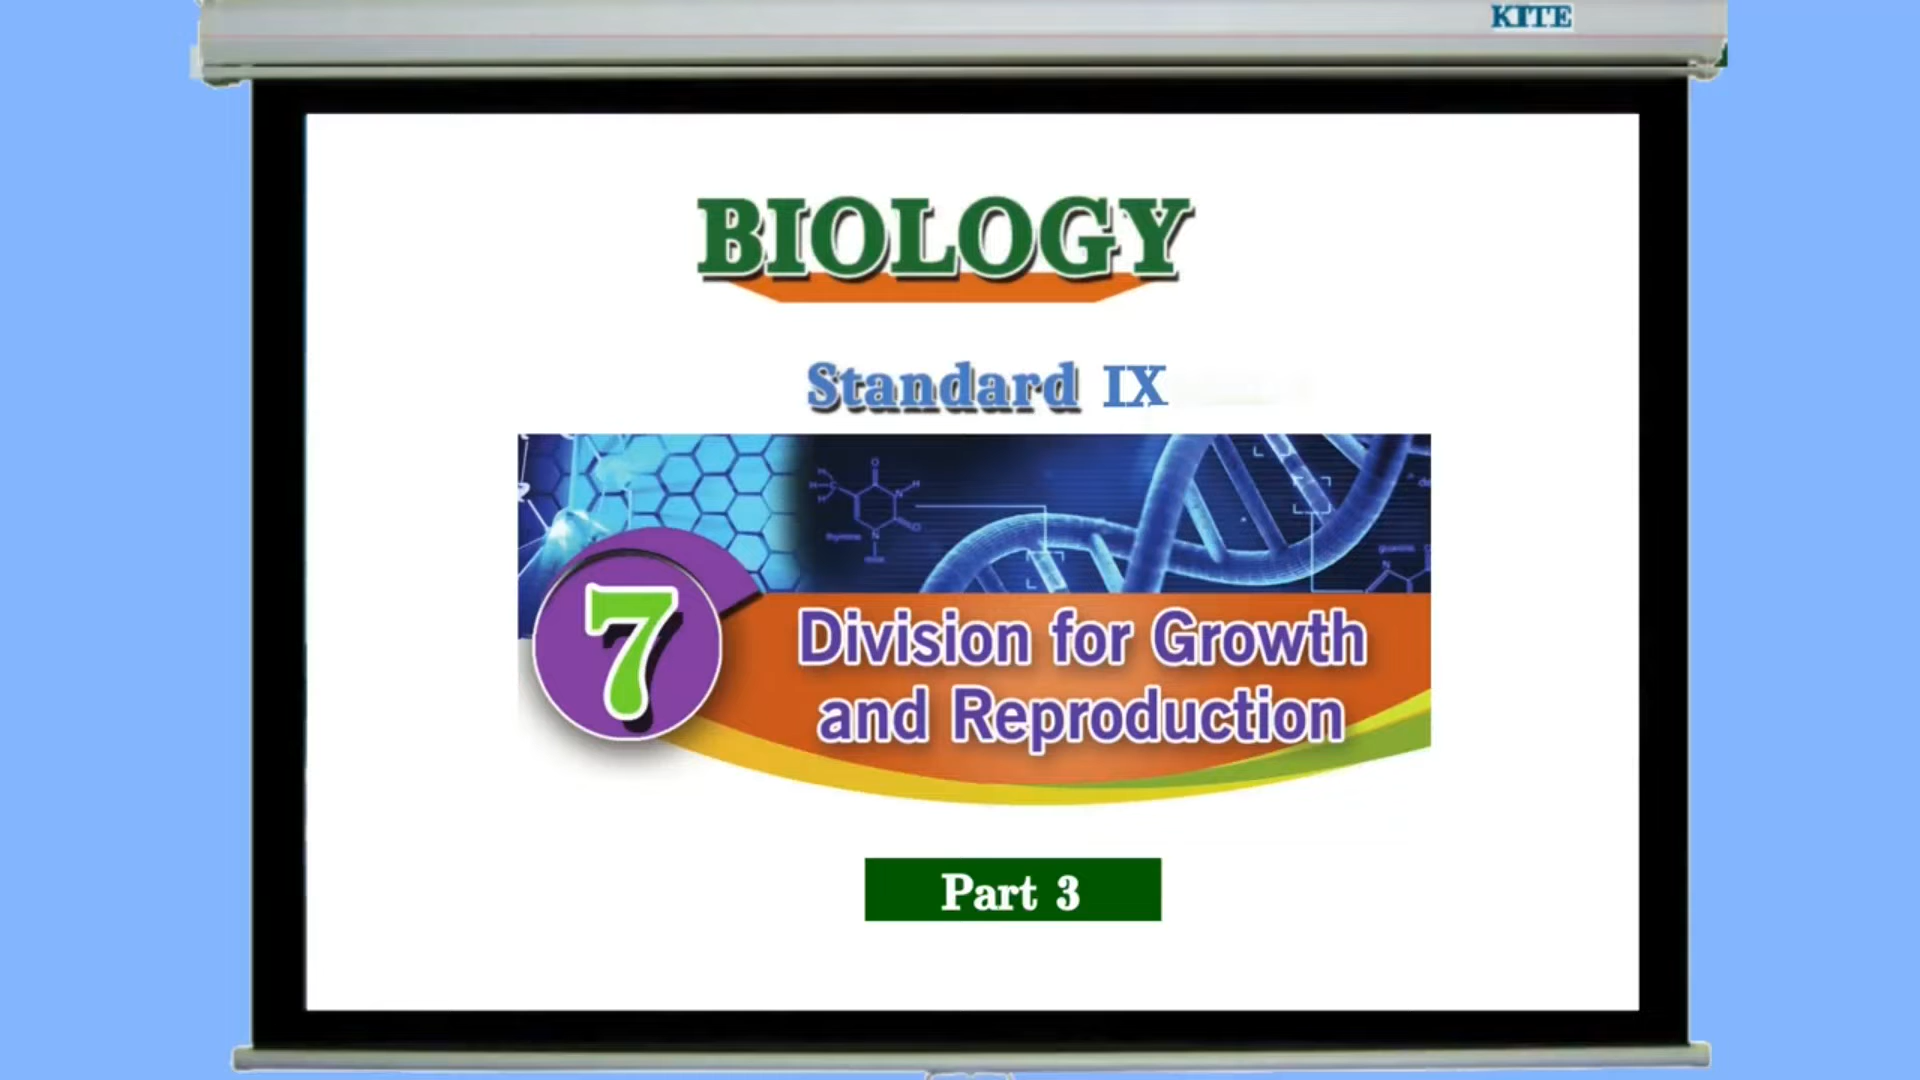 KITE
BIOLOGY
Standard IX
7
Division for Growth
and Reproduction
Part 3